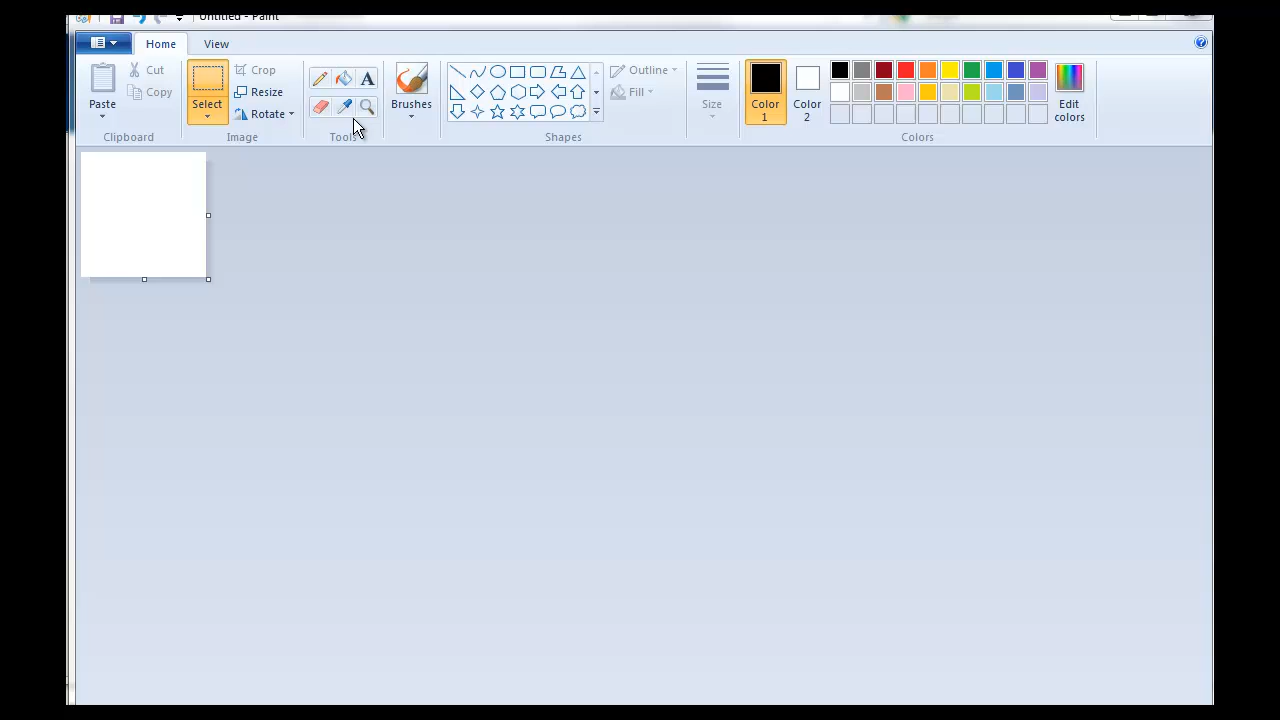 Untitled - Paint
Home View
Paste
Cut
Copy
Clipboard
Select
Crop
Resize
Rotate
Image
A
Tools
Brushes
Shapes
Outline
Fill
Size
Color 1
Color 2
Edit colors
Colors